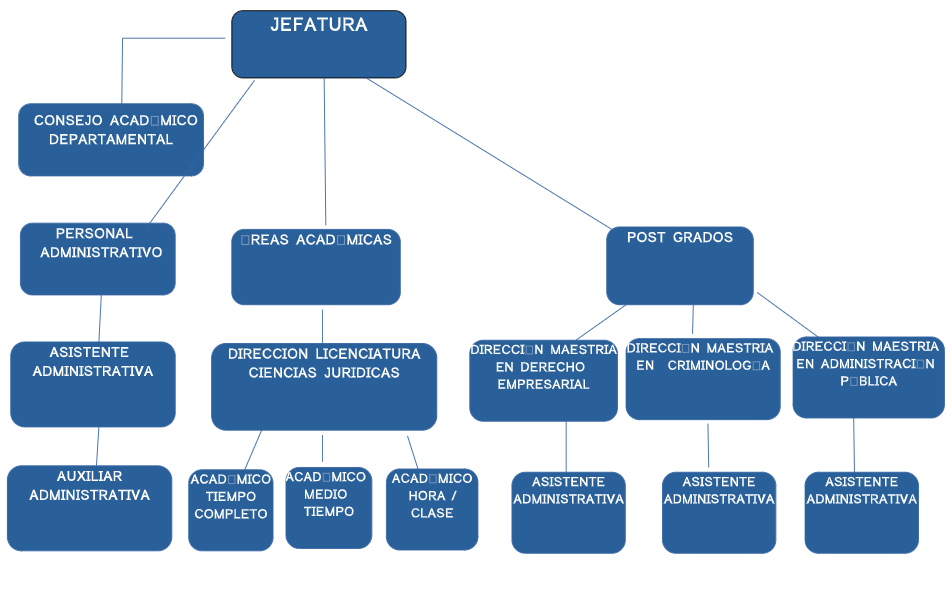 JEFATURA
CONSEJO ACAD□MICO
DEPARTAMENTAL
PERSONAL
ADMINISTRATIVO
□REAS ACAD□MICAS
POST GRADOS
ASISTENTE
ADMINISTRATIVA
DIRECCION LICENCIATURA
CIENCIAS JURIDICAS
DIRECCI□N MAESTRIA
EN DERECHO
EMPRESARIAL
DIRECCI□N MAESTRIA
EN CRIMINOLOG□A
DIRECCI□N MAESTRIA
EN ADMINISTRACI□N
P□BLICA
AUXILIAR
ADMINISTRATIVA
ACAD□MICO
TIEMPO
COMPLETO
ACAD□MICO
MEDIO
TIEMPO
ACAD□MICO
HORA /
CLASE
ASISTENTE
ADMINISTRATIVA
ASISTENTE
ADMINISTRATIVA
ASISTENTE
ADMINISTRATIVA